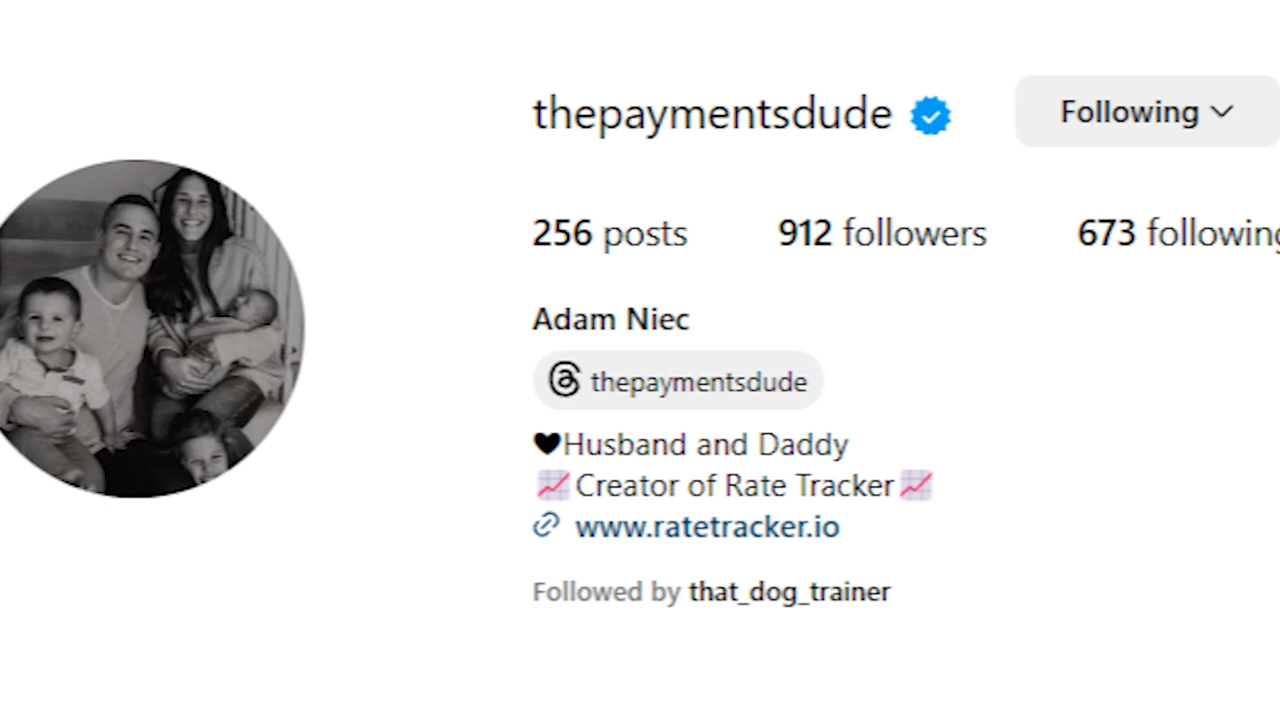 thepaymentsdude Following
256 posts 912 followers 673 following
Adam Niec
thepaymentsdude
🖤Husband and Daddy
📈Creator of Rate Tracker📈
www.ratetracker.io
Followed by that_dog_trainer